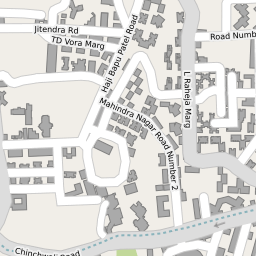 Jitendra Rd
TD Vora Marg
Haji Bapu Patel Road
Road Numb
L Raheja Marg
Mahindra Nagar Road Number 2
Chinchwali Road